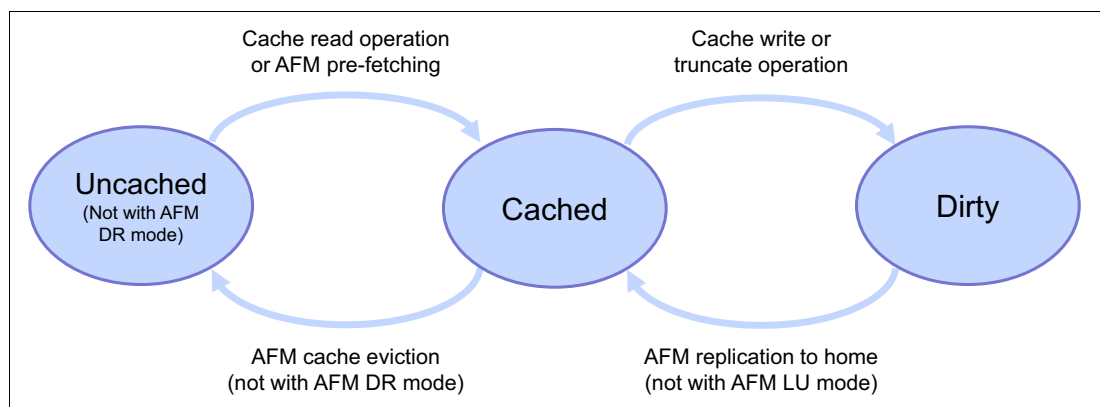 Cache read operation
or AFM pre-fetching
Cache write or
truncate operation
Uncached
(Not with AFM
DR mode)
Cached
Dirty
AFM cache eviction
(not with AFM DR mode)
AFM replication to home
(not with AFM LU mode)